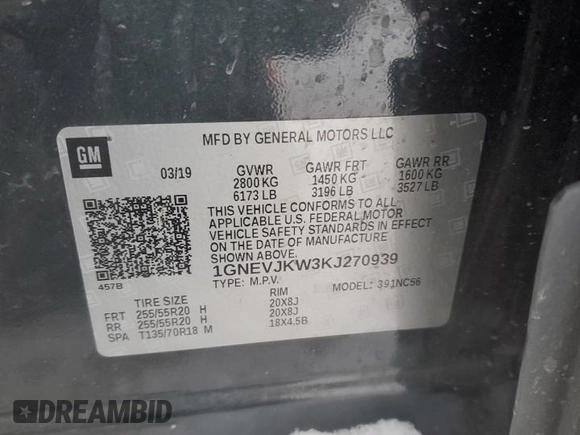 GM
MFD BY GENERAL MOTORS LLC
03/19 GVWR GAWR FRT GAWR RR
2800 KG 1450 KG 1600 KG
6173 LB 3196 LB 3527 LB
THIS VEHICLE CONFORMS TO ALL
APPLICABLE U.S. FEDERAL MOTOR
VEHICLE SAFETY STANDARDS IN EFFECT
ON THE DATE OF MANUFACTURE
SHOWN ABOVE.
1GNEVJKW3KJ270939
457B
TYPE: M.P.V. MODEL: 391NC56
TIRE SIZE RIM
FRT 255/55R20 H 20X8J
RR 255/55R20 H 20X8J
SPA T135/70R18 M 18X4.5B
DREAMBID